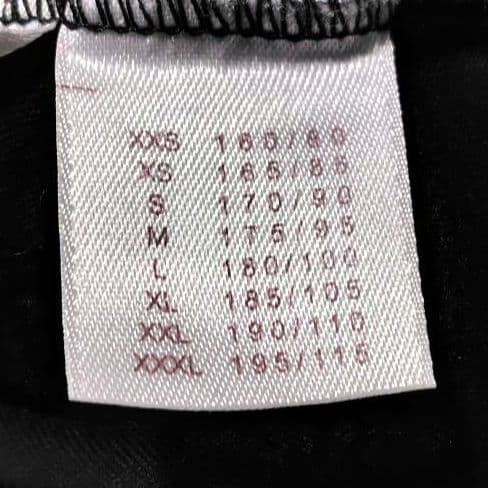 XXS 160/80
XS 165/85
S 170/90
M 175/95
L 180/100
XL 185/105
XXL 190/110
XXXL 195/115